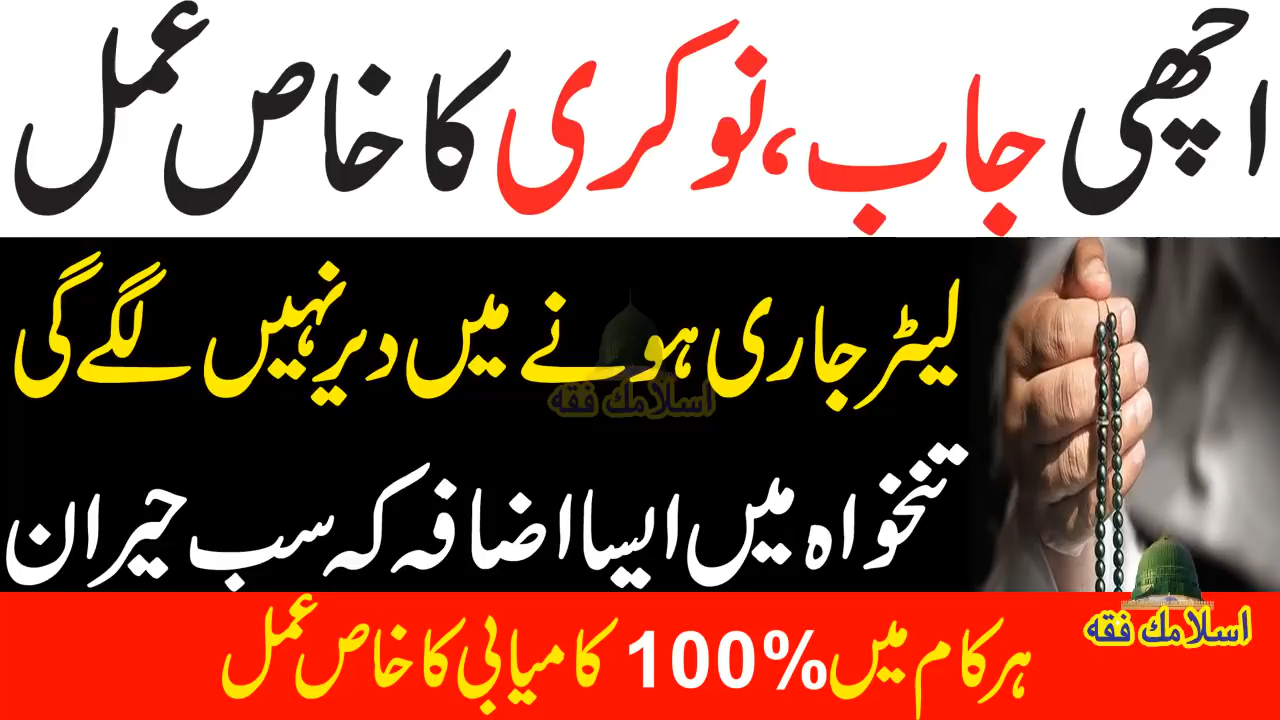 اچھی جاب، نوکری کا خاص عمل
لیٹر جاری ہونے میں دیر نہیں لگے گی
اسلامک فقہ
تنخواہ میں ایسا اضافہ کہ سب حیران
اسلامک فقہ
ہر کام میں 100% کامیابی کا خاص عمل